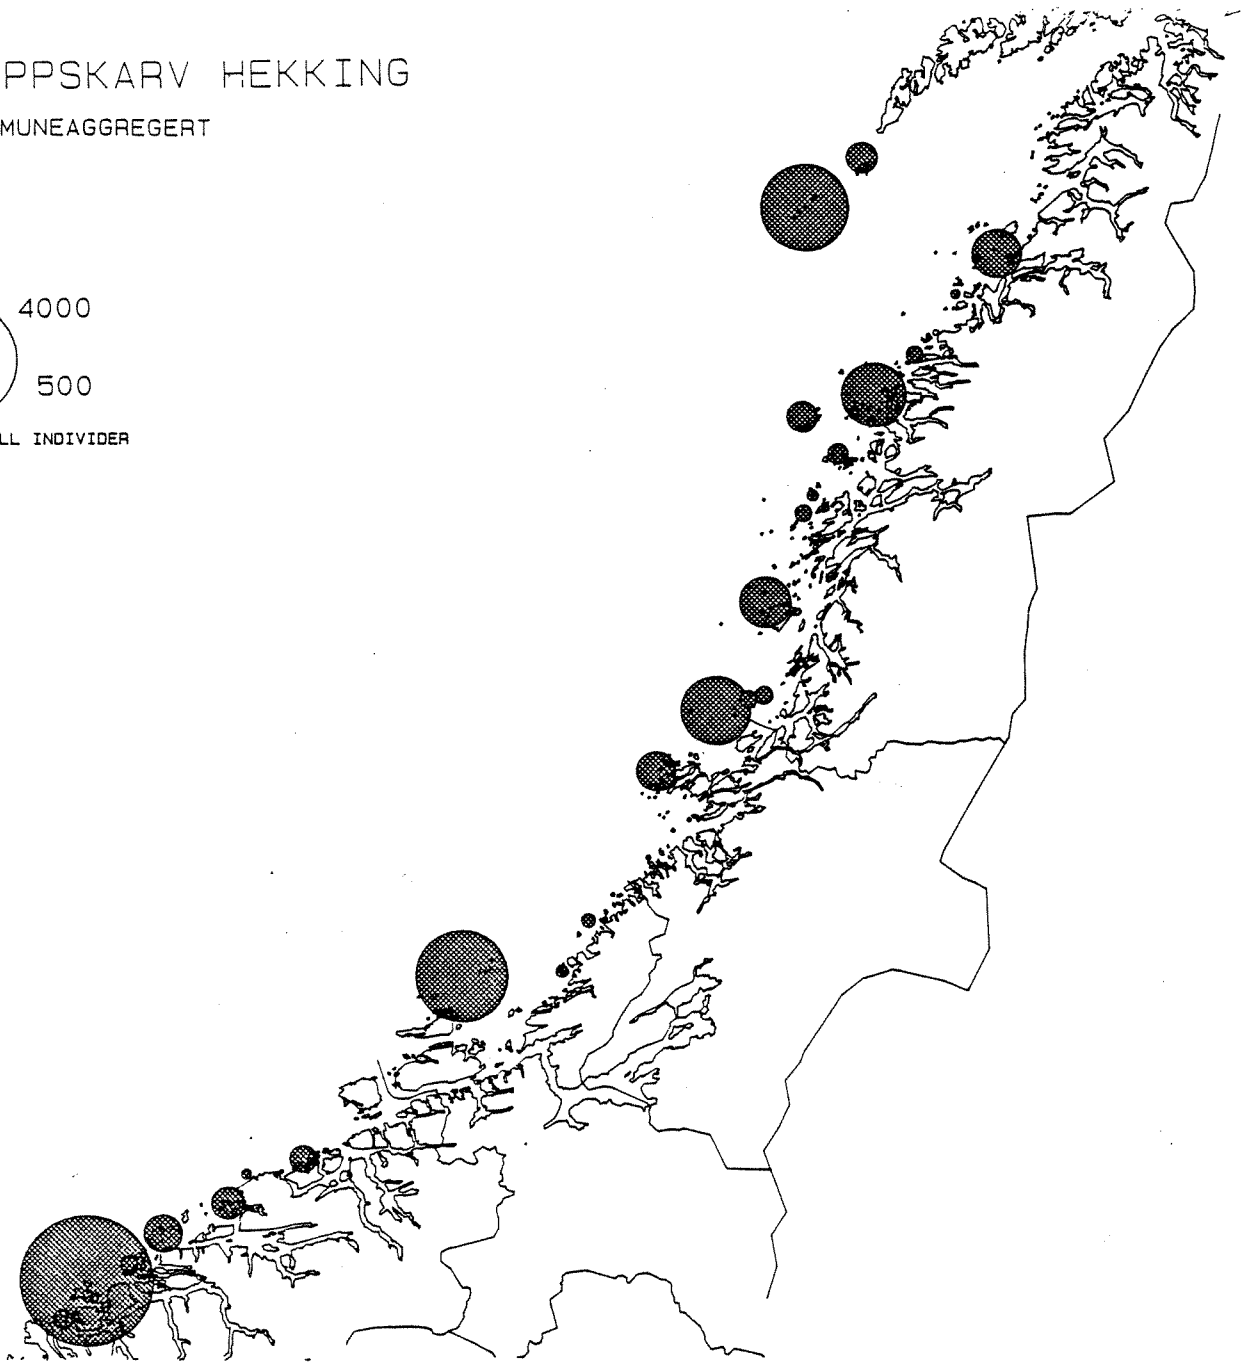 PPSKARV HEKKING
MUNEAGGREGERT
4000
500
LL INDIVIDER